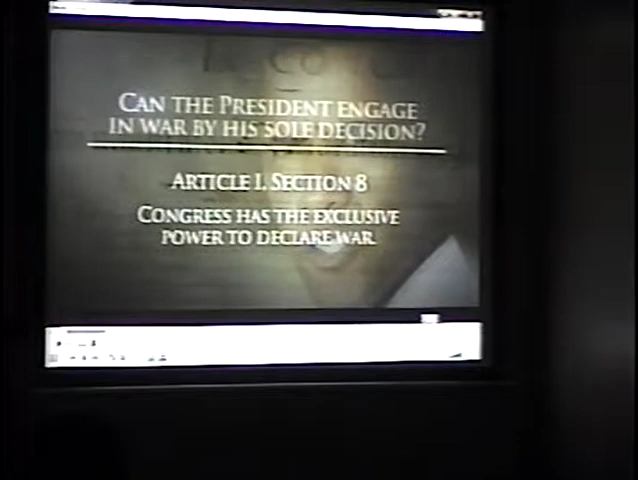 CAN THE PRESIDENT ENGAGE
IN WAR BY HIS SOLE DECISION?
ARTICLE I, SECTION 8
CONGRESS HAS THE EXCLUSIVE
POWER TO DECLARE WAR.